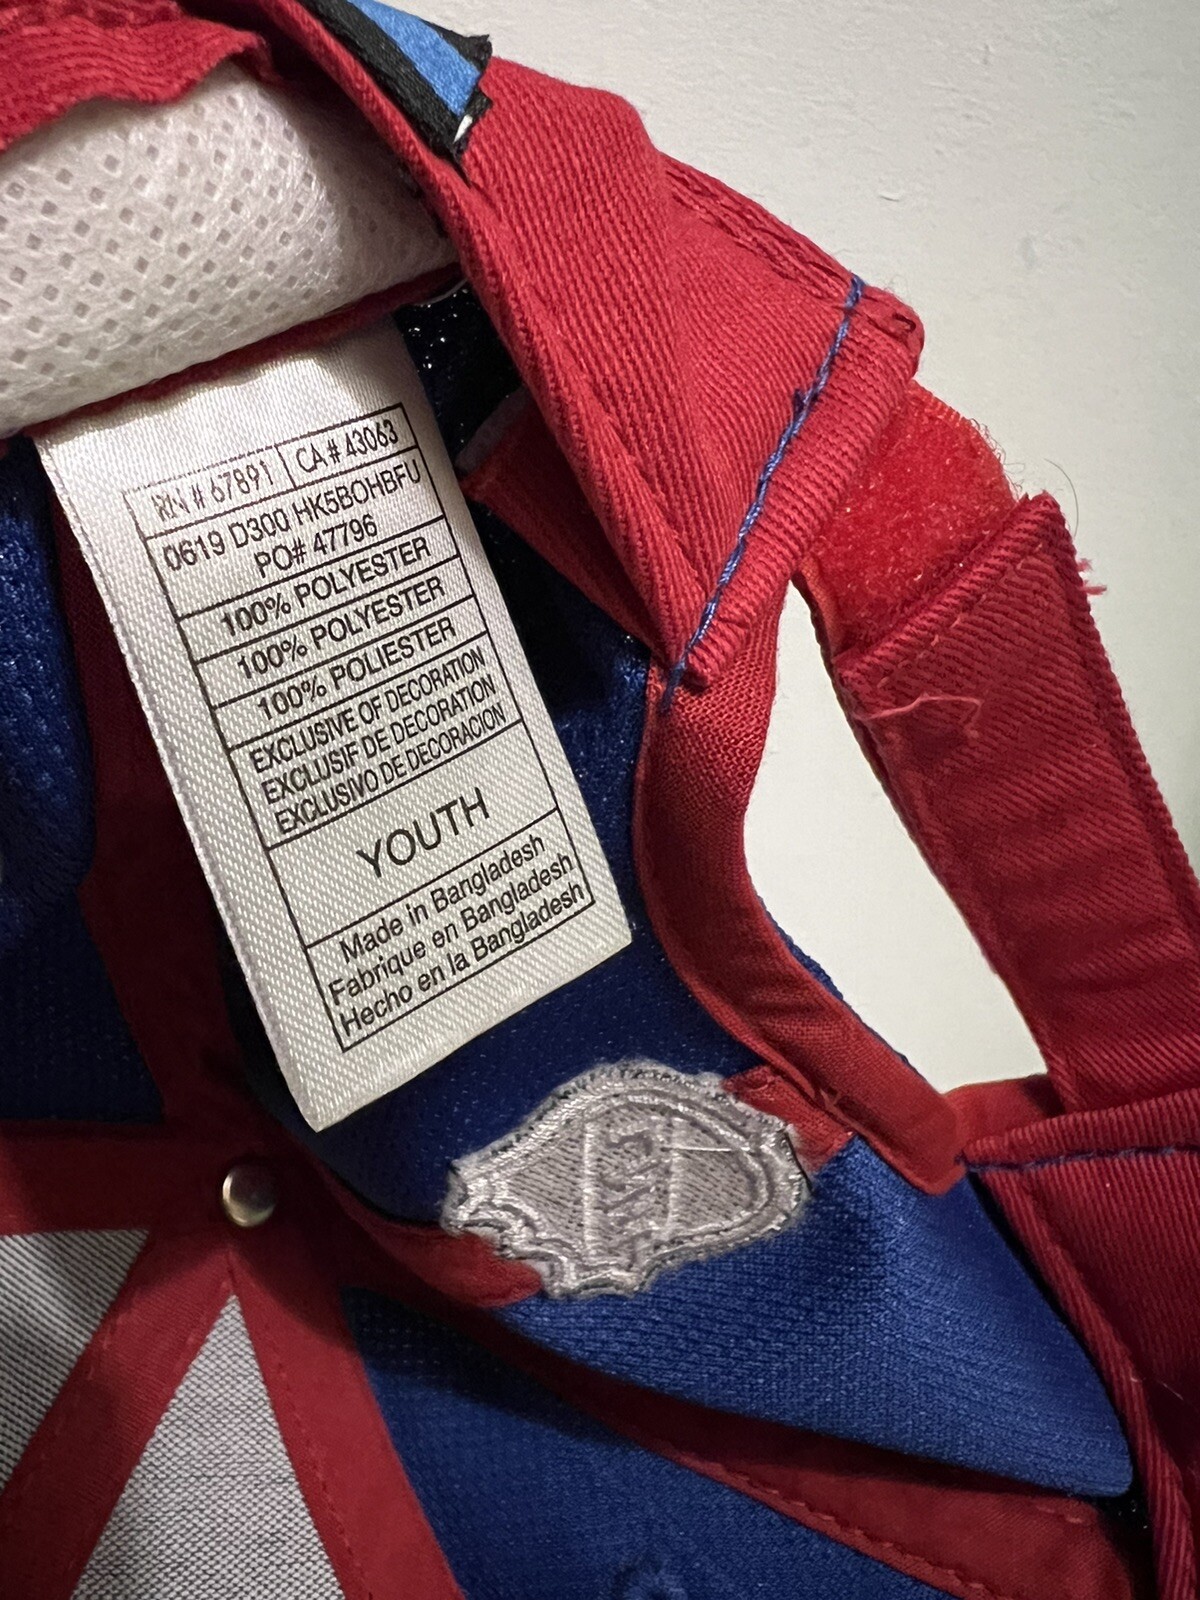 RN # 67891 CA # 43063
0619 D300 HK5BOHBFU
PO# 47796
100% POLYESTER
100% POLYESTER
100% POLIESTER
EXCLUSIVE OF DECORATION
EXCLUSIF DE DECORATION
EXCLUSIVO DE DECORACION
YOUTH
Made in Bangladesh
Fabrique en Bangladesh
Hecho en la Bangladesh